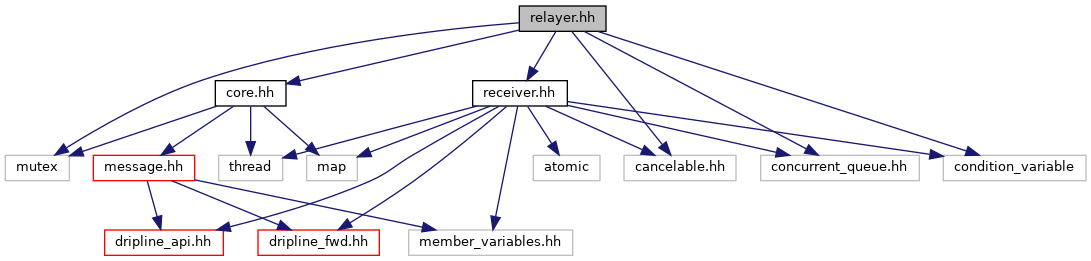 relayer.hh
core.hh
receiver.hh
mutex
message.hh
thread
map
atomic
cancelable.hh
concurrent_queue.hh
condition_variable
dripline_api.hh
dripline_fwd.hh
member_variables.hh